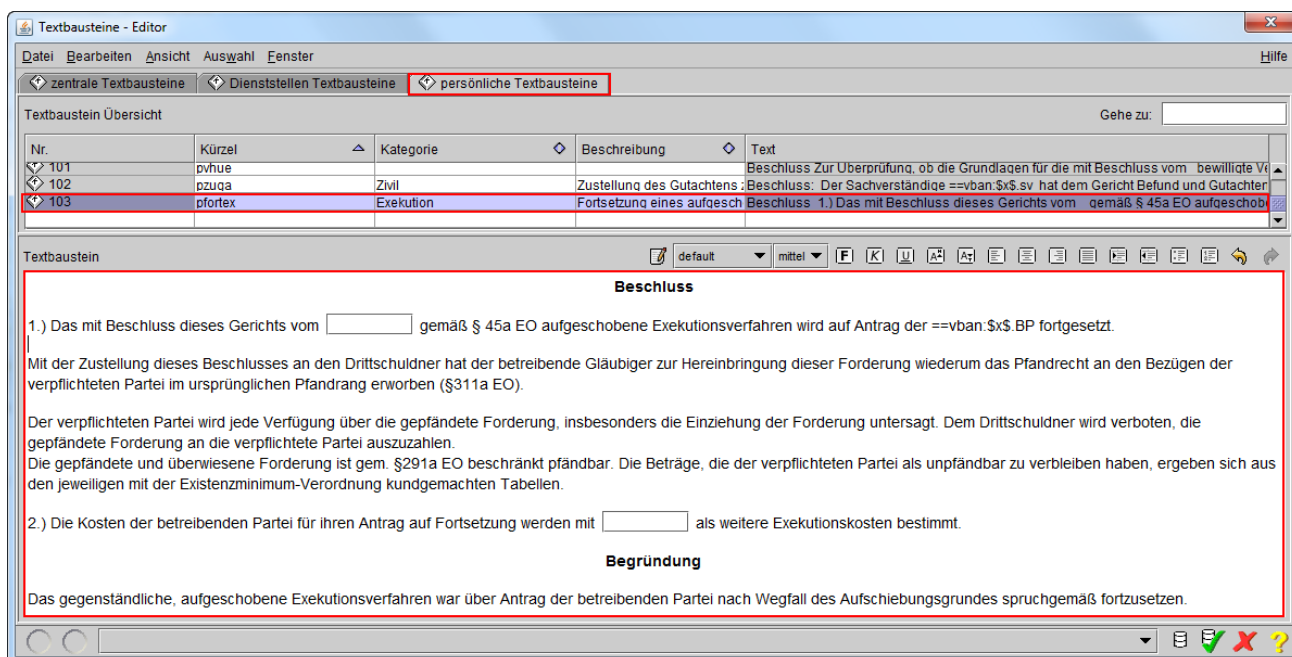 Textbausteine - Editor
Datei Bearbeiten Ansicht Auswahl Fenster Hilfe
zentrale Textbausteine Dienststellen Textbausteine persönliche Textbausteine
Textbaustein Übersicht Gehe zu:
Nr. Kürzel Kategorie Beschreibung Text
101 pvhue Beschluss Zur Überprüfung, ob die Grundlagen für die mit Beschluss vom bewilligte Ve
102 pzuga Zivil Zustellung des Gutachtens z Beschluss: Der Sachverständige ==vban:$x$.sv hat dem Gericht Befund und Gutachten
103 pfortex Exekution Fortsetzung eines aufgesch Beschluss 1.) Das mit Beschluss dieses Gerichts vom gemäß § 45a EO aufgeschobe
Textbaustein default mittel F K U
Beschluss
1.) Das mit Beschluss dieses Gerichts vom gemäß § 45a EO aufgeschobene Exekutionsverfahren wird auf Antrag der ==vban:$x$.BP fortgesetzt.
Mit der Zustellung dieses Beschlusses an den Drittschuldner hat der betreibende Gläubiger zur Hereinbringung dieser Forderung wiederum das Pfandrecht an den Bezügen der
verpflichteten Partei im ursprünglichen Pfandrang erworben (§311a EO).
Der verpflichteten Partei wird jede Verfügung über die gepfändete Forderung, insbesonders die Einziehung der Forderung untersagt. Dem Drittschuldner wird verboten, die
gepfändete Forderung an die verpflichtete Partei auszuzahlen.
Die gepfändete und überwiesene Forderung ist gem. §291a EO beschränkt pfändbar. Die Beträge, die der verpflichteten Partei als unpfändbar zu verbleiben haben, ergeben sich aus
den jeweiligen mit der Existenzminimum-Verordnung kundgemachten Tabellen.
2.) Die Kosten der betreibenden Partei für ihren Antrag auf Fortsetzung werden mit als weitere Exekutionskosten bestimmt.
Begründung
Das gegenständliche, aufgeschobene Exekutionsverfahren war über Antrag der betreibenden Partei nach Wegfall des Aufschiebungsgrundes spruchgemäß fortzusetzen.